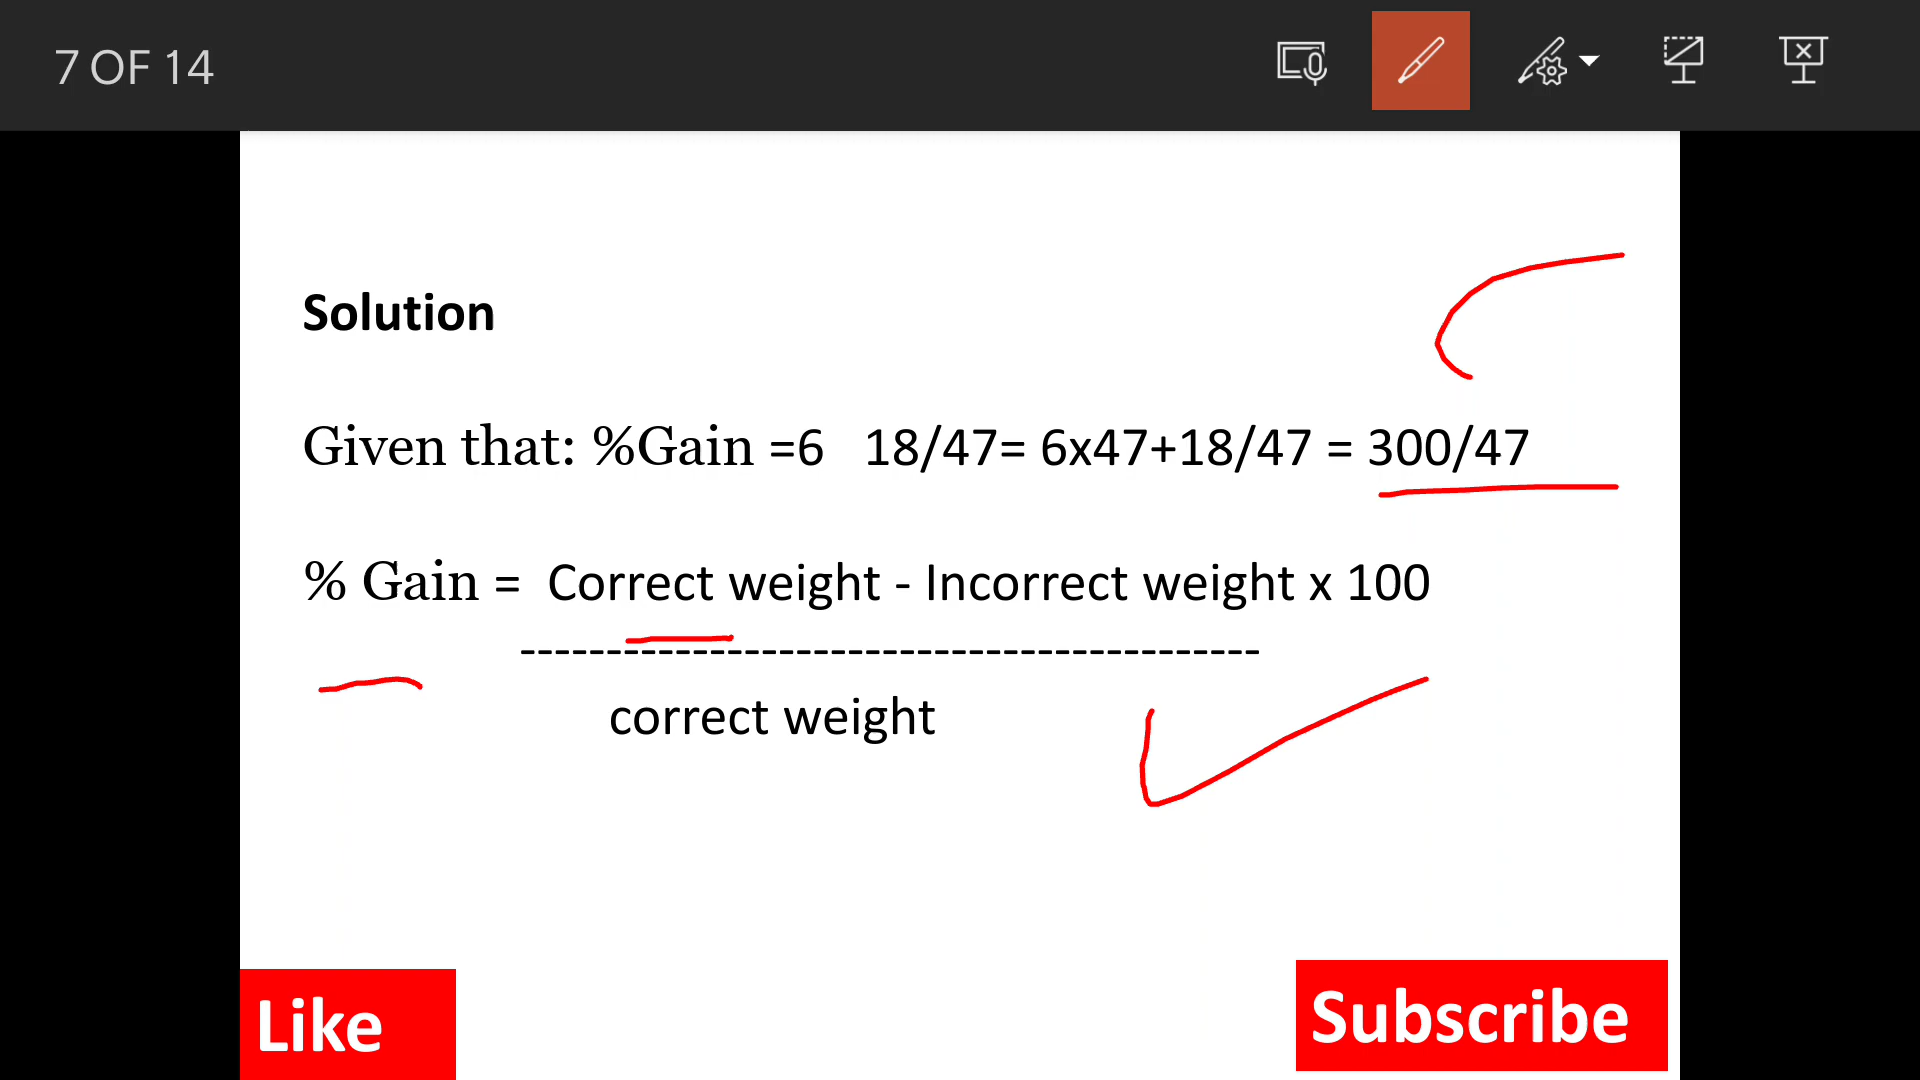 7 OF 14
Solution
Given that: %Gain =6 18/47= 6x47+18/47 = 300/47
% Gain = Correct weight - Incorrect weight x 100
-------------------------------------------
correct weight
Like
Subscribe